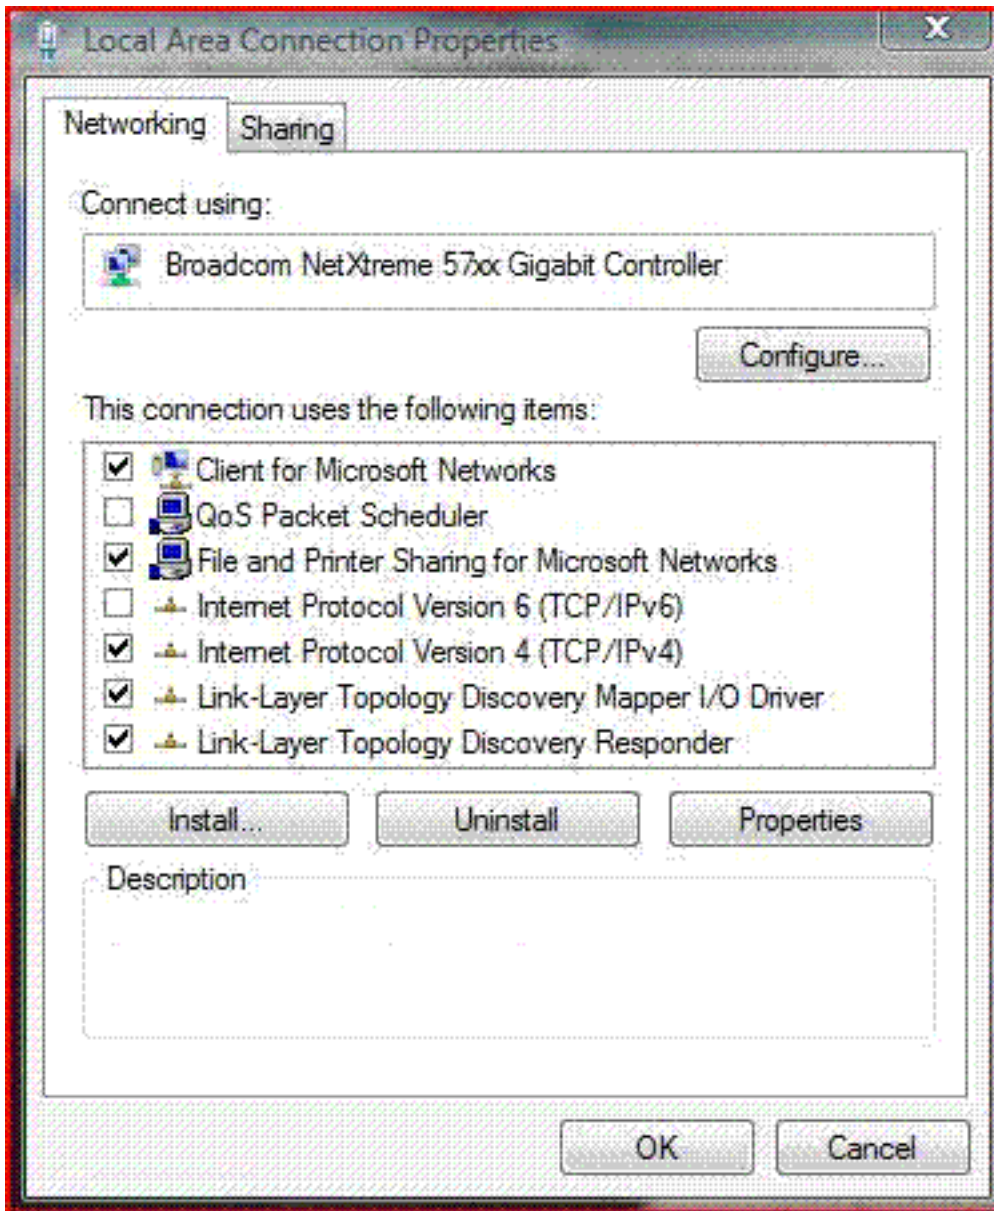 Local Area Connection Properties
X
Networking
Sharing
Connect using:
Broadcom NetXtreme 57xx Gigabit Controller
Configure...
This connection uses the following items:
Client for Microsoft Networks
QoS Packet Scheduler
File and Printer Sharing for Microsoft Networks
Internet Protocol Version 6 (TCP/IPv6)
Internet Protocol Version 4 (TCP/IPv4)
Link-Layer Topology Discovery Mapper I/O Driver
Link-Layer Topology Discovery Responder
Install...
Uninstall
Properties
Description
OK
Cancel